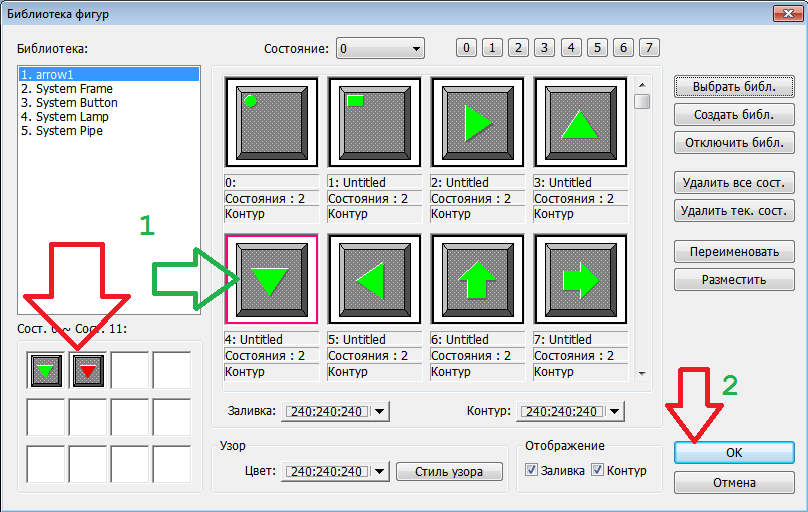 Библиотека фигур
Библиотека:
Состояние: 0
0 1 2 3 4 5 6 7
1. arrow1
2. System Frame
3. System Button
4. System Lamp
5. System Pipe
0:
Состояния : 2
Контур
1: Untitled
Состояния : 2
Контур
2: Untitled
Состояния : 2
Контур
3: Untitled
Состояния : 2
Контур
4: Untitled
Состояния : 2
Контур
5: Untitled
Состояния : 2
Контур
6: Untitled
Состояния : 2
Контур
7: Untitled
Состояния : 2
Контур
Выбрать библ.
Создать библ.
Отключить библ.
Удалить все сост.
Удалить тек. сост.
Переименовать
Разместить
1
Сост. 0 ~ Сост. 11:
Заливка: 240;240;240
Контур: 240;240;240
Узор
Цвет: 240;240;240
Стиль узора
Отображение
Заливка
Контур
2
OK
Отмена